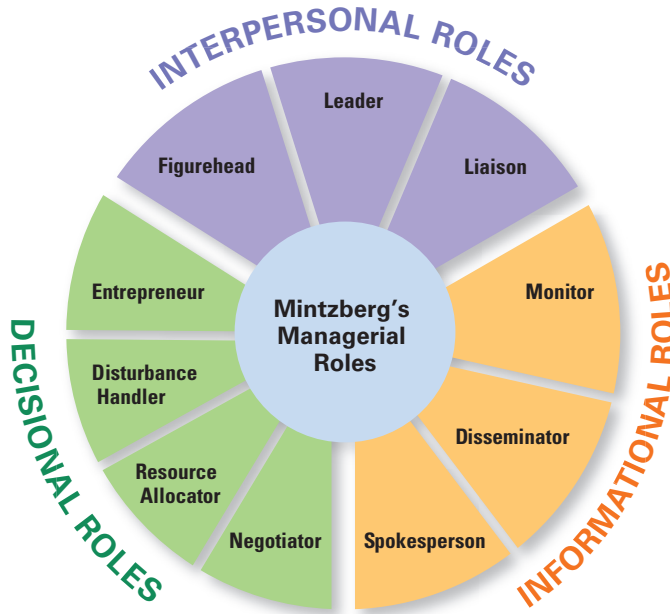 INTERPERSONAL ROLES
Leader
Figurehead
Liaison
Entrepreneur
Monitor
Mintzberg's
Managerial
Roles
Disturbance
Handler
Disseminator
Resource
Allocator
Negotiator
Spokesperson
DECISIONAL ROLES
INFORMATIONAL ROLES